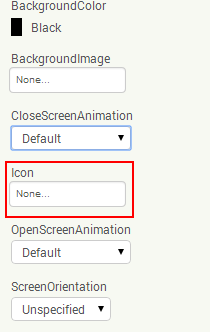 BackgroundColor
Black
BackgroundImage
None...
CloseScreenAnimation
Default
Icon
None...
OpenScreenAnimation
Default
ScreenOrientation
Unspecified